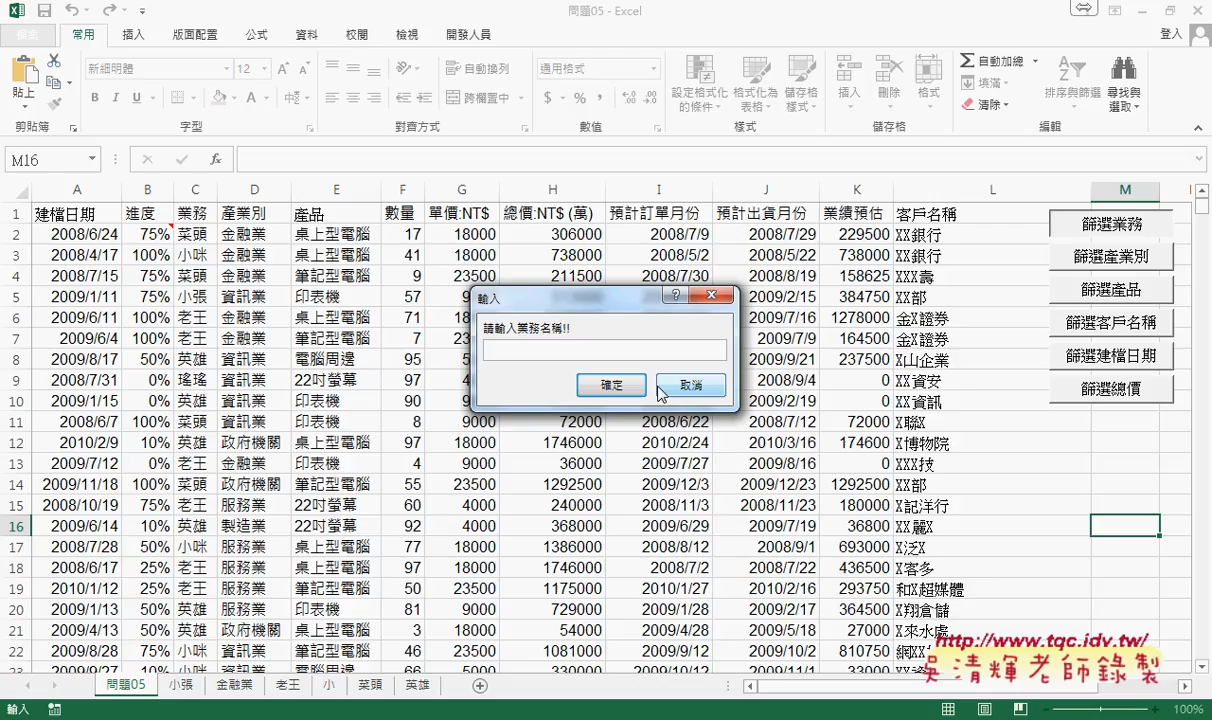 問題05 - Excel
檔案 常用 插入 版面配置 公式 資料 校閱 檢視 開發人員 登入
貼上 新細明體 12 自動換列 跨欄置中 通用格式 設定格式化的條件 格式化為表格 儲存格樣式 插入 刪除 格式 自動加總 填滿 清除 排序與篩選 尋找與選取
剪貼簿 字型 對齊方式 數值 樣式 儲存格 編輯
M16 fx
A B C D E F G H I J K L M
1 建檔日期 進度 業務 產業別 產品 數量 單價:NT$ 總價:NT$ (萬) 預計訂單月份 預計出貨月份 業績預估 客戶名稱 篩選業務
2 2008/6/24 75% 菜頭 金融業 桌上型電腦 17 18000 306000 2008/7/9 2008/7/29 229500 XX銀行
3 2008/4/17 100% 小咪 金融業 桌上型電腦 41 18000 738000 2008/5/2 2008/5/22 738000 XX銀行 篩選產業別
4 2008/7/15 75% 菜頭 金融業 筆記型電腦 9 23500 211500 2008/7/30 2008/8/19 158625 XXX壽
5 2009/1/11 75% 小張 資訊業 印表機 57 2009/2/15 384750 XX部 篩選產品
6 2009/6/11 100% 菜頭 金融業 桌上型電腦 71 2009/7/16 1278000 金X證券 篩選客戶名稱
7 2009/6/4 100% 老王 金融業 筆記型電腦 7 2009/7/9 164500 金X證券
8 2009/8/17 50% 英雄 資訊業 電腦周邊 95 2009/9/21 237500 X山企業 篩選建檔日期
9 2008/7/31 0% 瑤瑤 資訊業 22吋螢幕 97 2008/9/4 0 XX資安 篩選總價
10 2009/1/15 0% 英雄 資訊業 印表機 90 2009/2/19 0 XX資訊
11 2008/6/7 100% 菜頭 資訊業 印表機 8 9000 72000 2008/6/22 2008/7/12 72000 X聯X
12 2010/2/9 10% 英雄 政府機關 桌上型電腦 97 18000 1746000 2010/2/24 2010/3/16 174600 X博物院
13 2009/7/12 0% 老王 金融業 印表機 4 9000 36000 2009/7/27 2009/8/16 0 XXX技
14 2009/11/18 100% 菜頭 政府機關 筆記型電腦 55 23500 1292500 2009/12/3 2009/12/23 1292500 XX部
15 2008/10/19 75% 老王 服務業 22吋螢幕 60 4000 240000 2008/11/3 2008/11/23 180000 X記洋行
16 2009/6/14 10% 英雄 製造業 22吋螢幕 92 4000 368000 2009/6/29 2009/7/19 36800 XX麗X
17 2008/7/28 50% 小咪 服務業 桌上型電腦 77 18000 1386000 2008/8/12 2008/9/1 693000 X泛X
18 2008/6/17 25% 英雄 服務業 桌上型電腦 97 18000 1746000 2008/7/2 2008/7/22 436500 X客多
19 2010/1/12 25% 老王 服務業 筆記型電腦 50 23500 1175000 2010/1/27 2010/2/16 293750 和X超媒體
20 2009/1/13 50% 英雄 服務業 印表機 81 9000 729000 2009/1/28 2009/2/17 364500 X翔倉儲
21 2009/4/13 50% 英雄 政府機關 桌上型電腦 3 18000 54000 2009/4/28 2009/5/18 27000 X來水處
22 2009/8/28 75% 小咪 資訊業 筆記型電腦 46 23500 1081000 2009/9/12 2009/10/2 810750
輸入
請輸入業務名稱!!
確定 取消
http://www.tqc.idv.tw/
吳清輝老師錄製
問題05 小張 金融業 老王 小 菜頭 英雄
輸入 100%